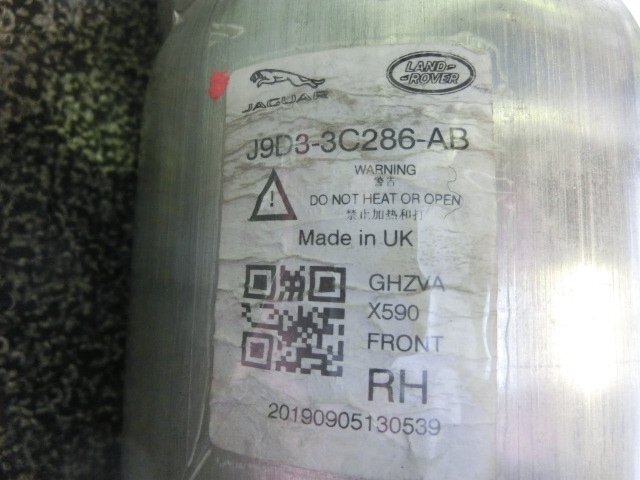 JAGUAR
LAND-
-ROVER
J9D3-3C286-AB
WARNING
警告
DO NOT HEAT OR OPEN
禁止加热和打
Made in UK
GHZVA
X590
FRONT
RH
20190905130539